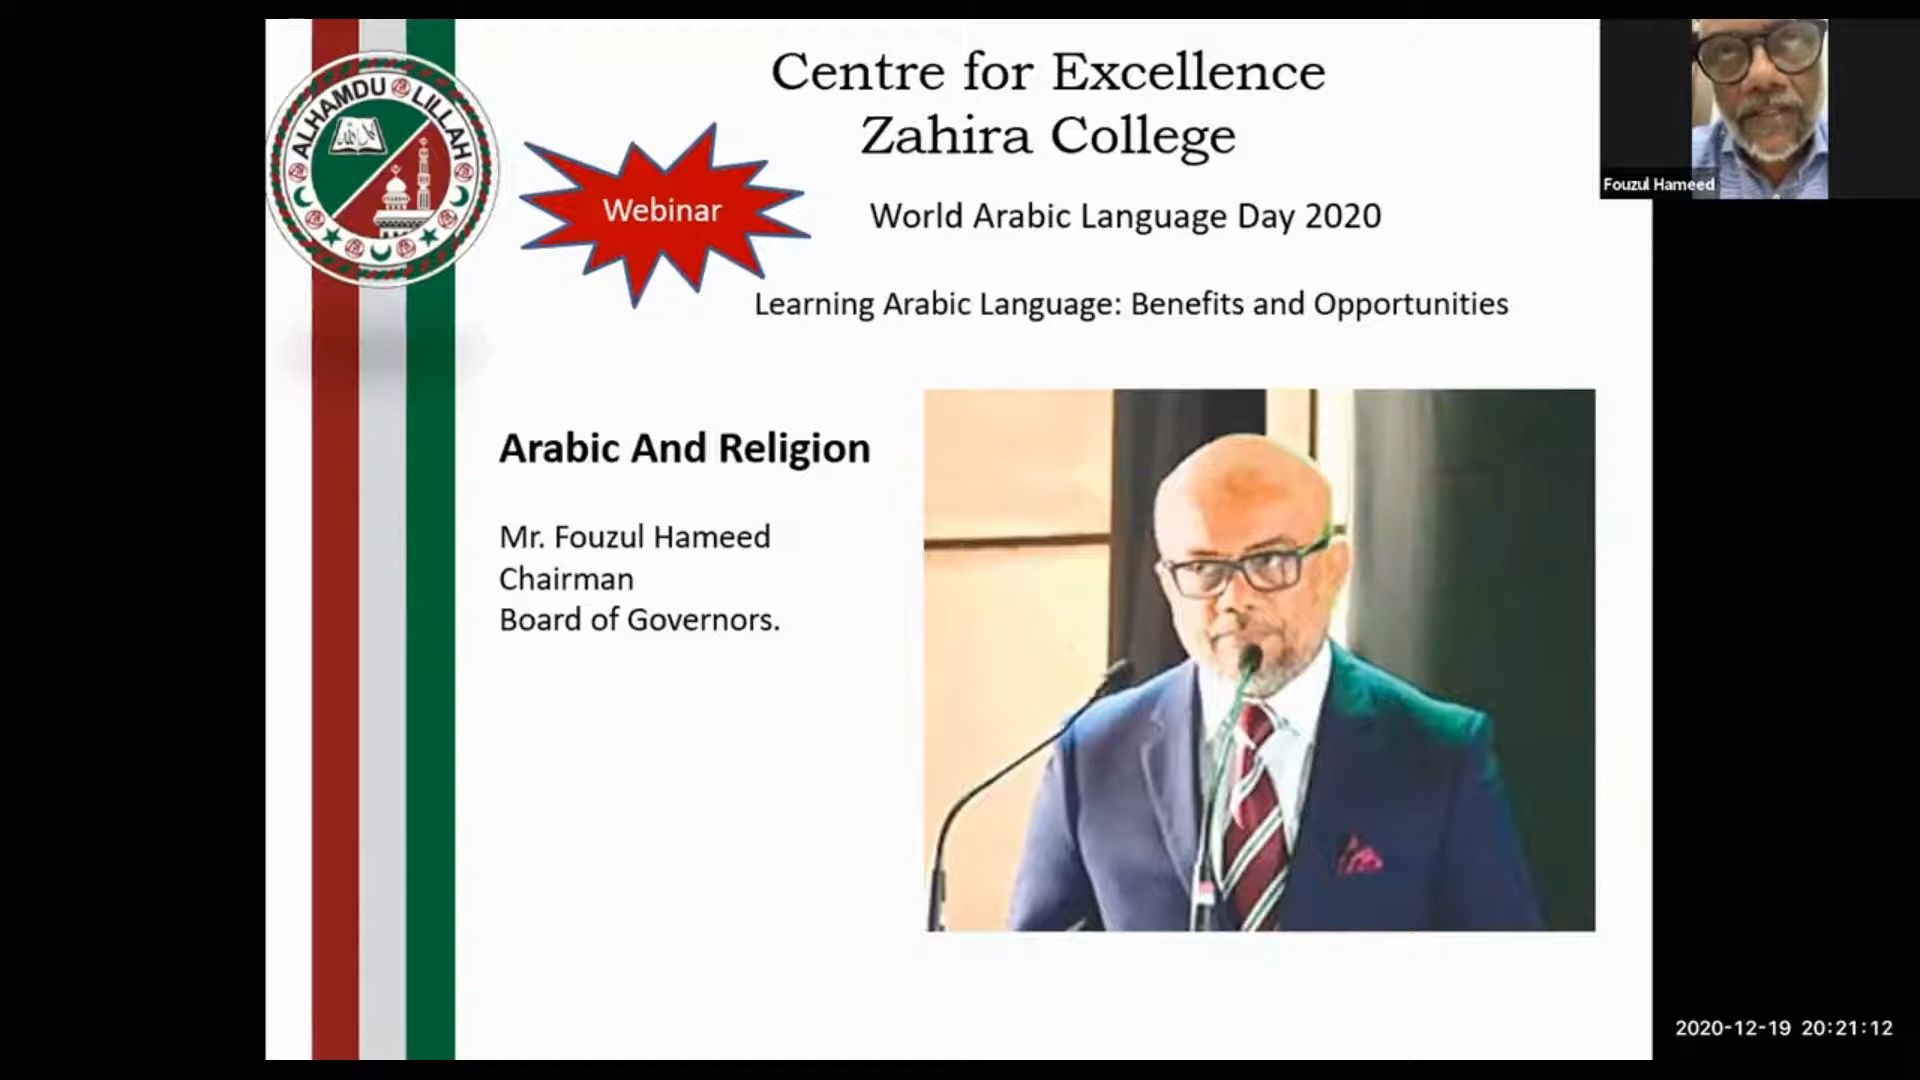 ALHAMDU LILLAH
Centre for Excellence
Zahira College
Webinar
World Arabic Language Day 2020
Learning Arabic Language: Benefits and Opportunities
Arabic And Religion
Mr. Fouzul Hameed
Chairman
Board of Governors.
Fouzul Hameed
2020-12-19 20:21:12